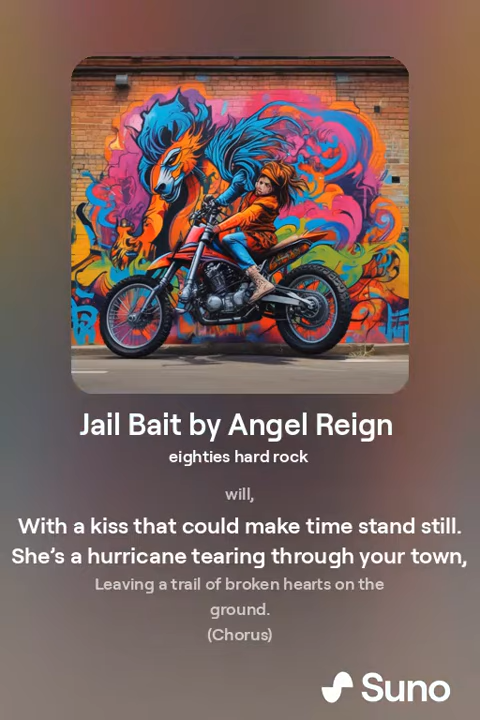 Jail Bait by Angel Reign
eighties hard rock
will,
With a kiss that could make time stand still.
She's a hurricane tearing through your town,
Leaving a trail of broken hearts on the
ground.
(Chorus)
Suno